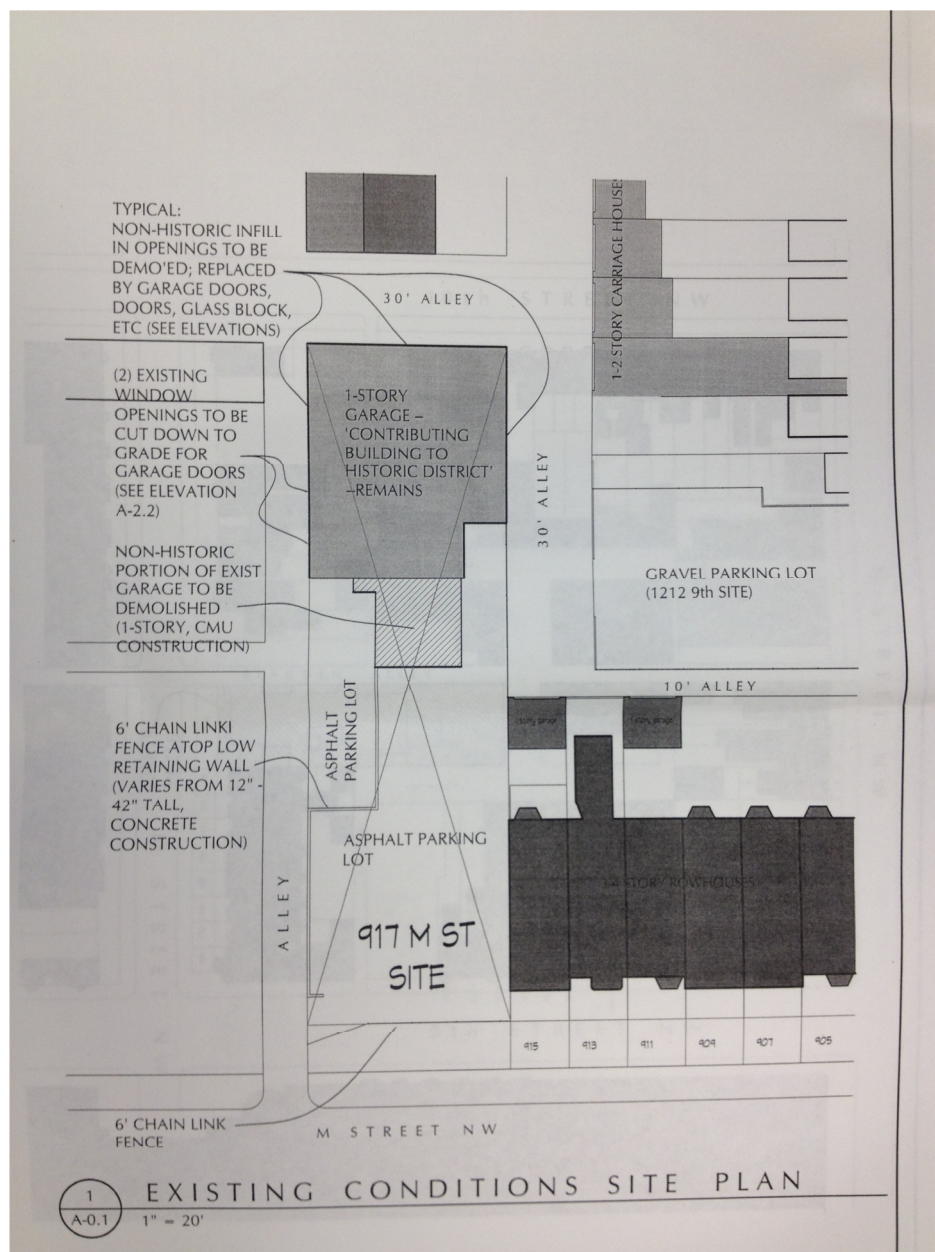 TYPICAL:
NON-HISTORIC INFILL
IN OPENINGS TO BE
DEMO'ED; REPLACED
BY GARAGE DOORS,
DOORS, GLASS BLOCK,
ETC (SEE ELEVATIONS)
30' ALLEY
1-2 STORY CARRIAGE HOUSES
(2) EXISTING
WINDOW
OPENINGS TO BE
CUT DOWN TO
GRADE FOR
GARAGE DOORS
(SEE ELEVATION
A-2.2)
1-STORY
GARAGE –
'CONTRIBUTING
BUILDING TO
HISTORIC DISTRICT'
–REMAINS
30' ALLEY
NON-HISTORIC
PORTION OF EXIST
GARAGE TO BE
DEMOLISHED
(1-STORY, CMU
CONSTRUCTION)
GRAVEL PARKING LOT
(1212 9th SITE)
10' ALLEY
6' CHAIN LINKI
FENCE ATOP LOW
RETAINING WALL
(VARIES FROM 12" -
42" TALL,
CONCRETE
CONSTRUCTION)
ASPHALT
PARKING LOT
ASPHALT PARKING
LOT
STORY ROWHOUSES
ALLEY
917 M ST
SITE
915
913
911
909
907
905
6' CHAIN LINK
FENCE
M STREET NW
1
A-0.1
EXISTING CONDITIONS SITE PLAN
1" = 20'